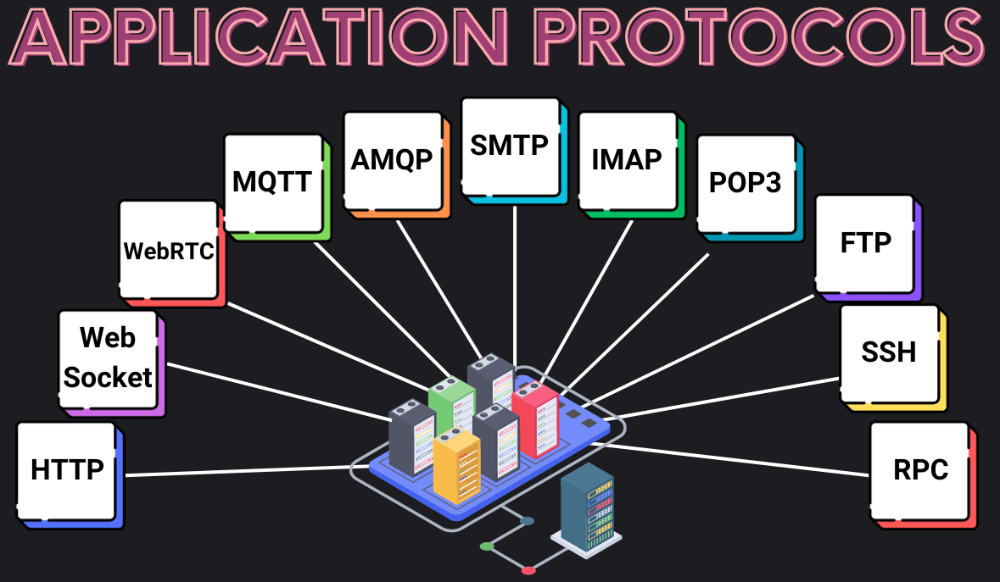 APPLICATION PROTOCOLS
HTTP
Web
Socket
WebRTC
MQTT
AMQP
SMTP
IMAP
POP3
FTP
SSH
RPC